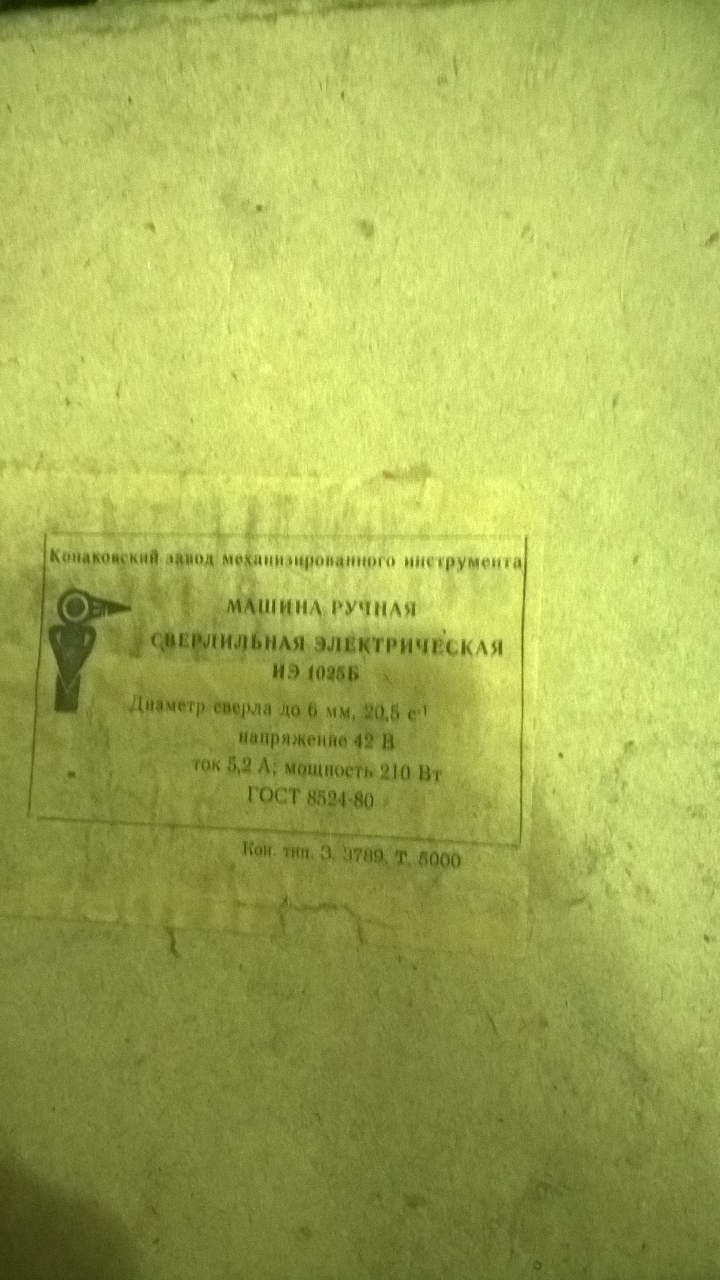 Конаковский завод механизированного инструмента
МАШИНА РУЧНАЯ
СВЕРЛИЛЬНАЯ ЭЛЕКТРИЧЕСКАЯ
ИЭ 1025Б
Диаметр сверла до 6 мм, 20,5 с⁻¹
напряжение 42 В
ток 5,2 А; мощность 210 Вт
ГОСТ 8524-80
Кон. тип. З. 3789. Т. 5000